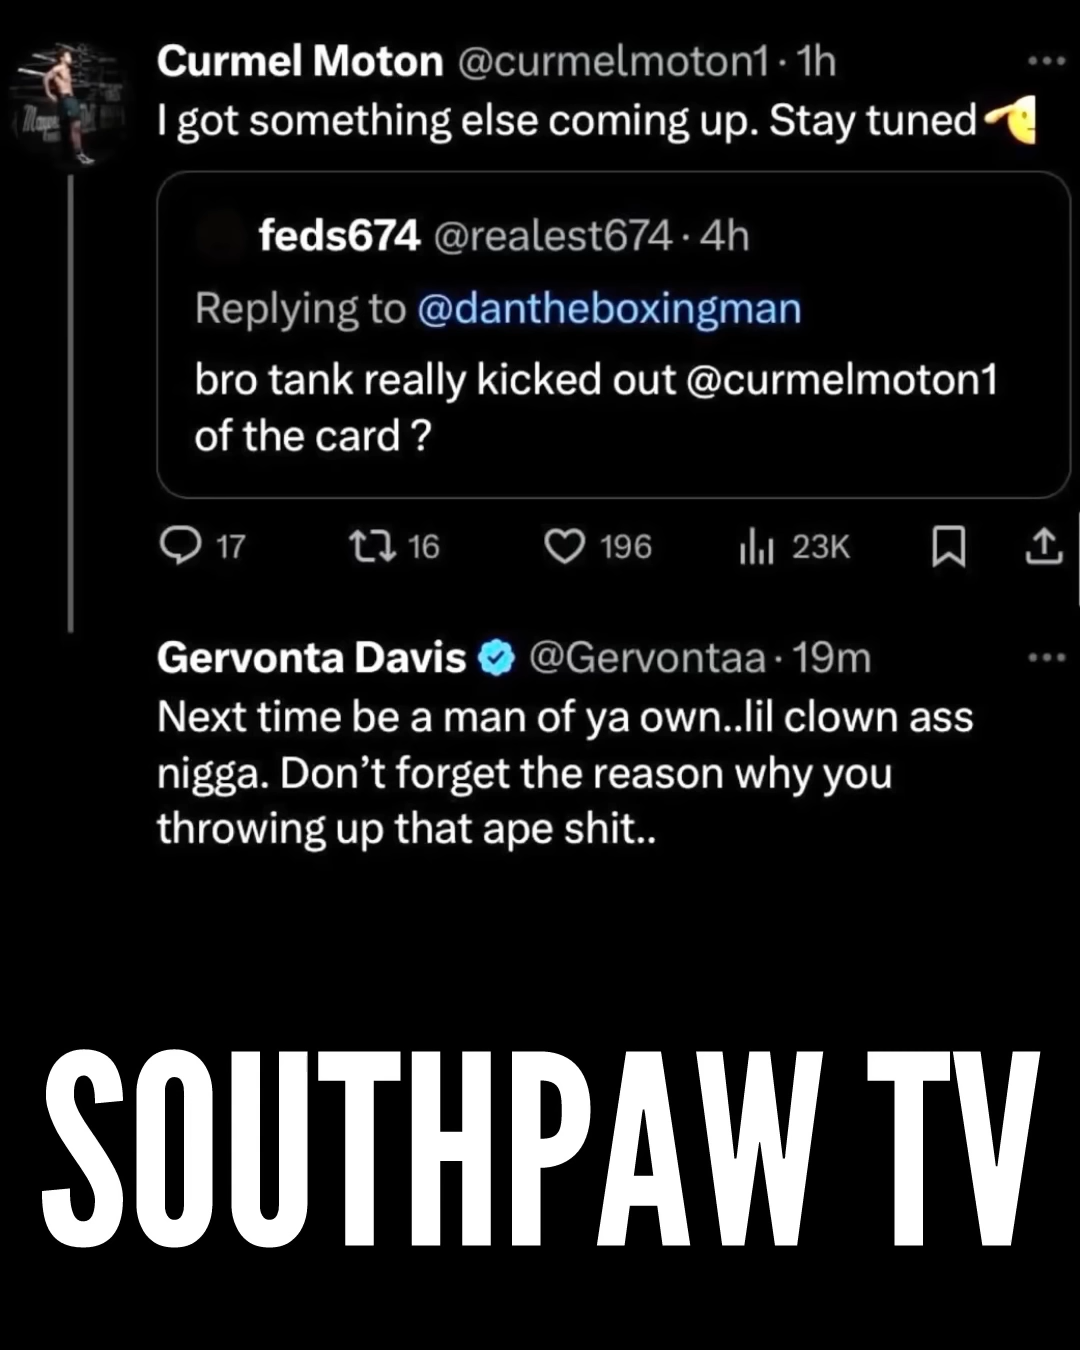 Curmel Moton @curmelmoton1 · 1h
I got something else coming up. Stay tuned
feds674 @realest674 · 4h
Replying to @dantheboxingman
bro tank really kicked out @curmelmoton1
of the card ?
17 16 196 23K
Gervonta Davis @Gervontaa · 19m
Next time be a man of ya own..lil clown ass
nigga. Don’t forget the reason why you
throwing up that ape shit..
SOUTHPAW TV